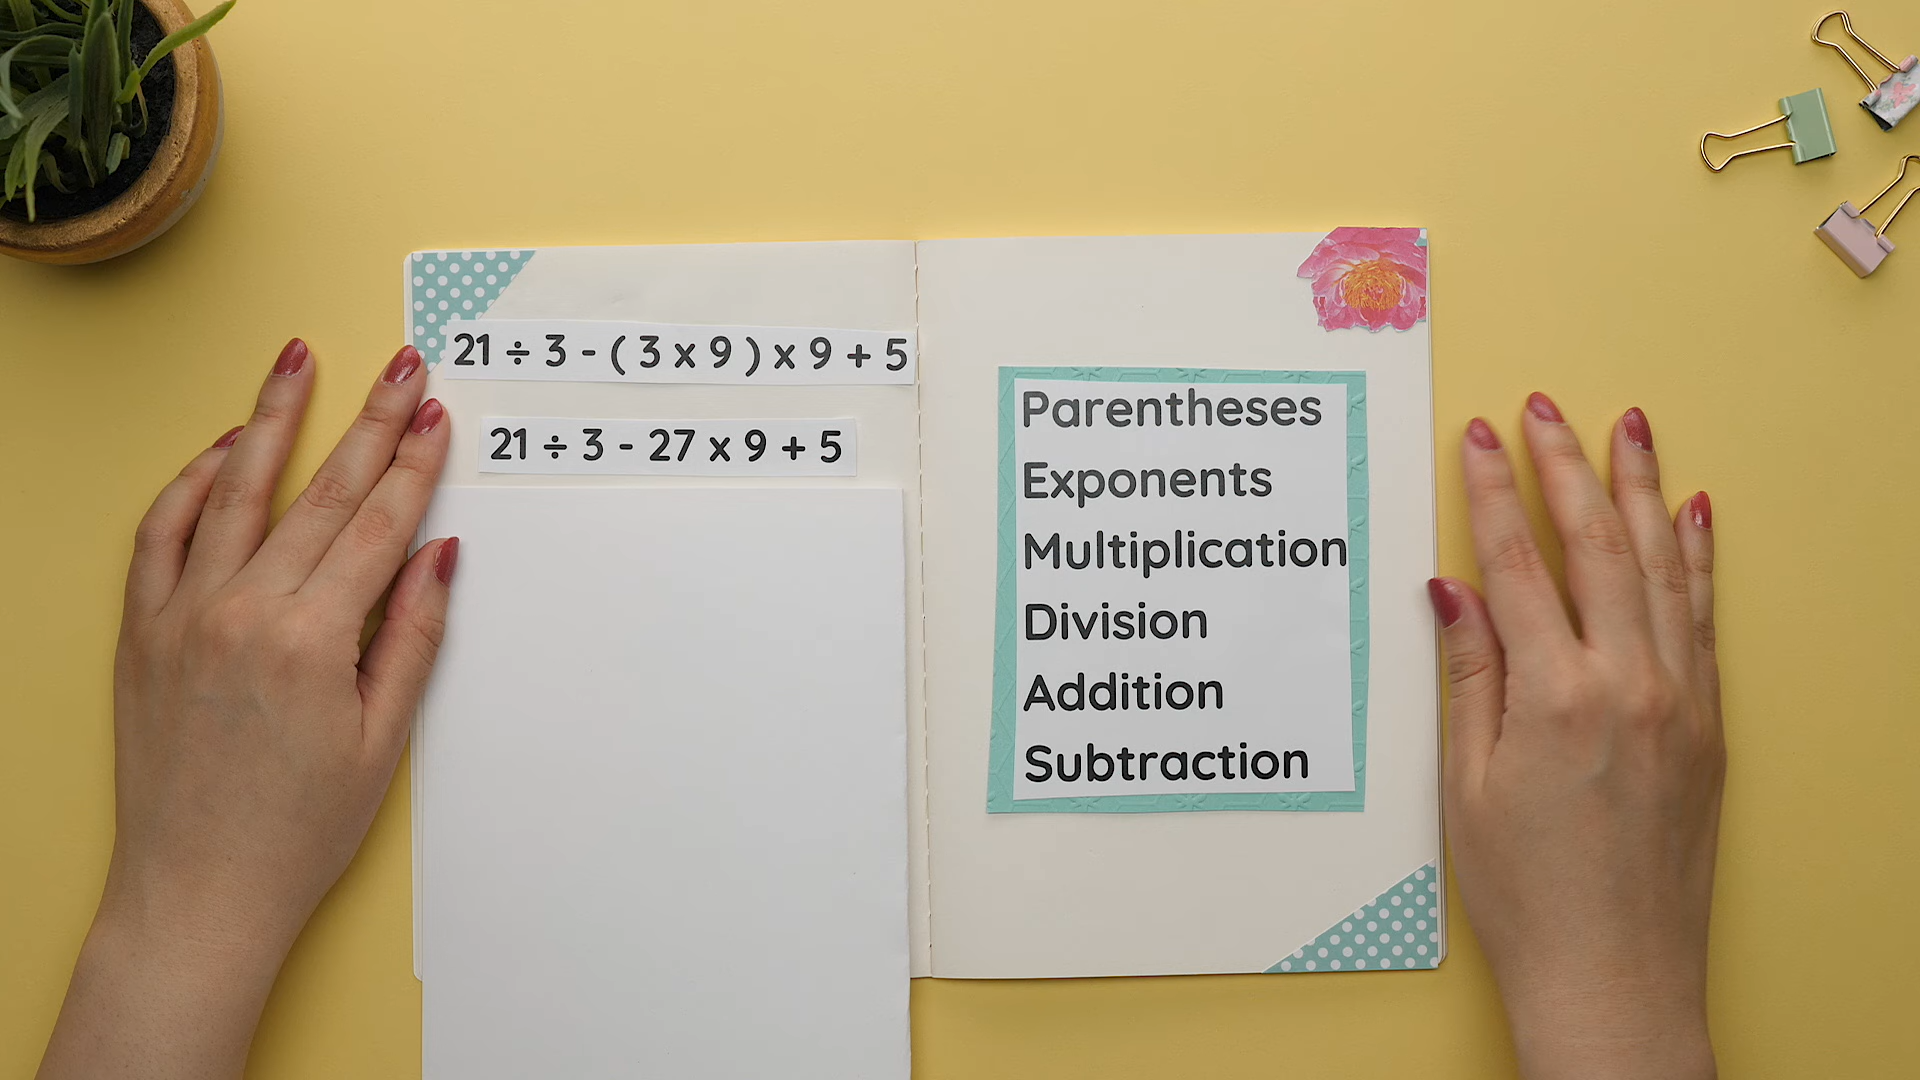 21 ÷ 3 - ( 3 x 9 ) x 9 + 5
21 ÷ 3 - 27 x 9 + 5
Parentheses
Exponents
Multiplication
Division
Addition
Subtraction